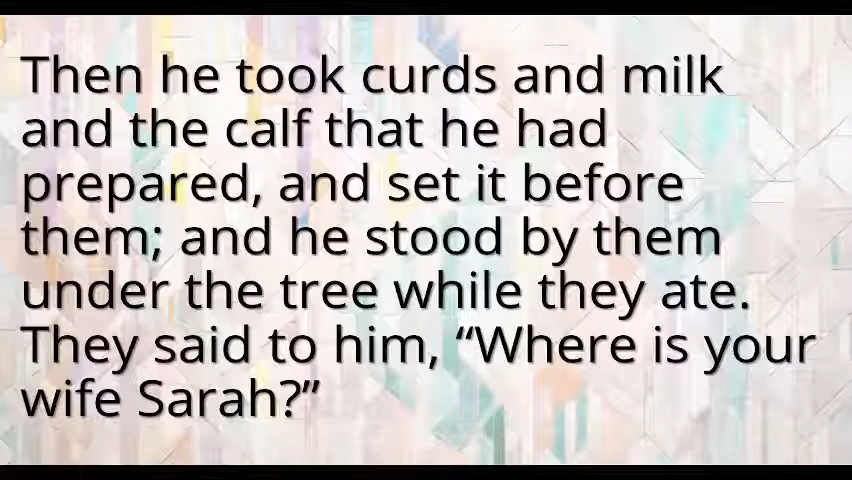 Then he took curds and milk
and the calf that he had
prepared, and set it before
them; and he stood by them
under the tree while they ate.
They said to him, “Where is your
wife Sarah?”